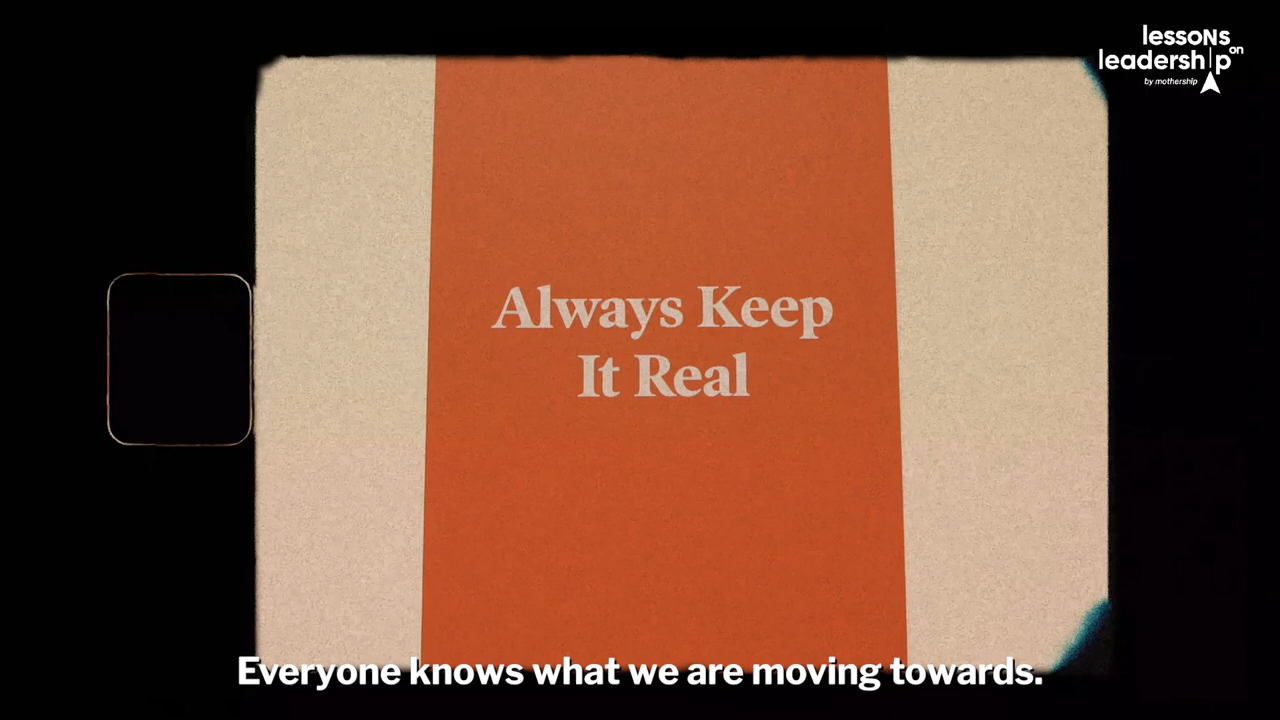 lessoNs
on
leadership
by mothership
Always Keep
It Real
Everyone knows what we are moving towards.